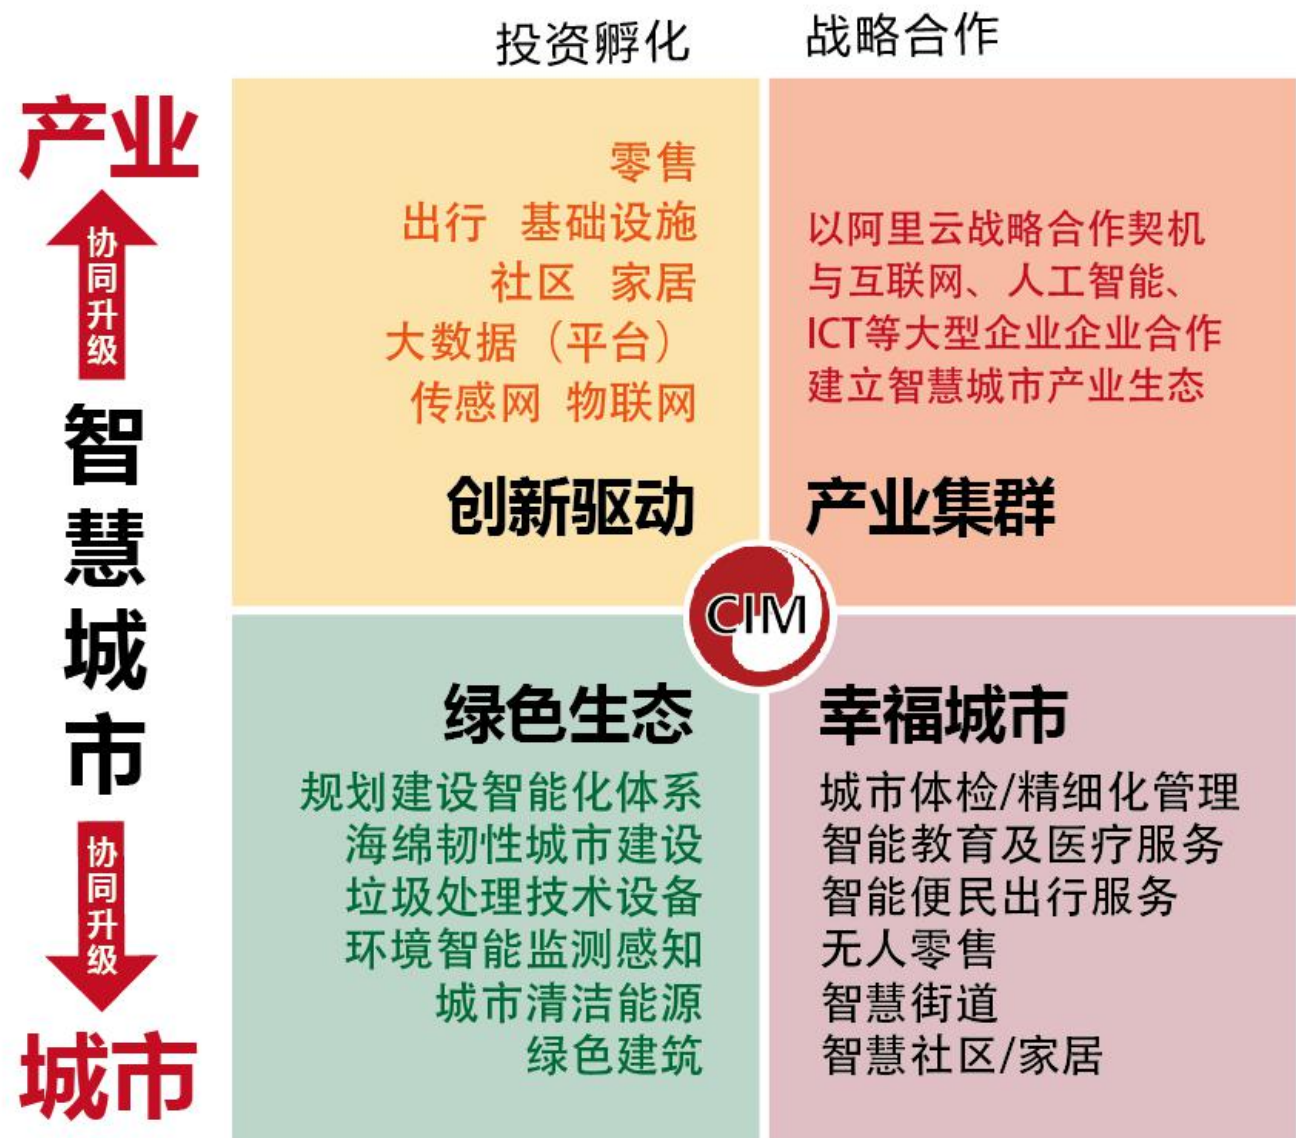 投资孵化
战略合作
产业
协同升级
智慧城市
协同升级
城市
零售
出行 基础设施
社区 家居
大数据（平台）
传感网 物联网
创新驱动
以阿里云战略合作契机
与互联网、人工智能、
ICT等大型企业企业合作
建立智慧城市产业生态
产业集群
CIM
绿色生态
规划建设智能化体系
海绵韧性城市建设
垃圾处理技术设备
环境智能监测感知
城市清洁能源
绿色建筑
幸福城市
城市体检/精细化管理
智能教育及医疗服务
智能便民出行服务
无人零售
智慧街道
智慧社区/家居